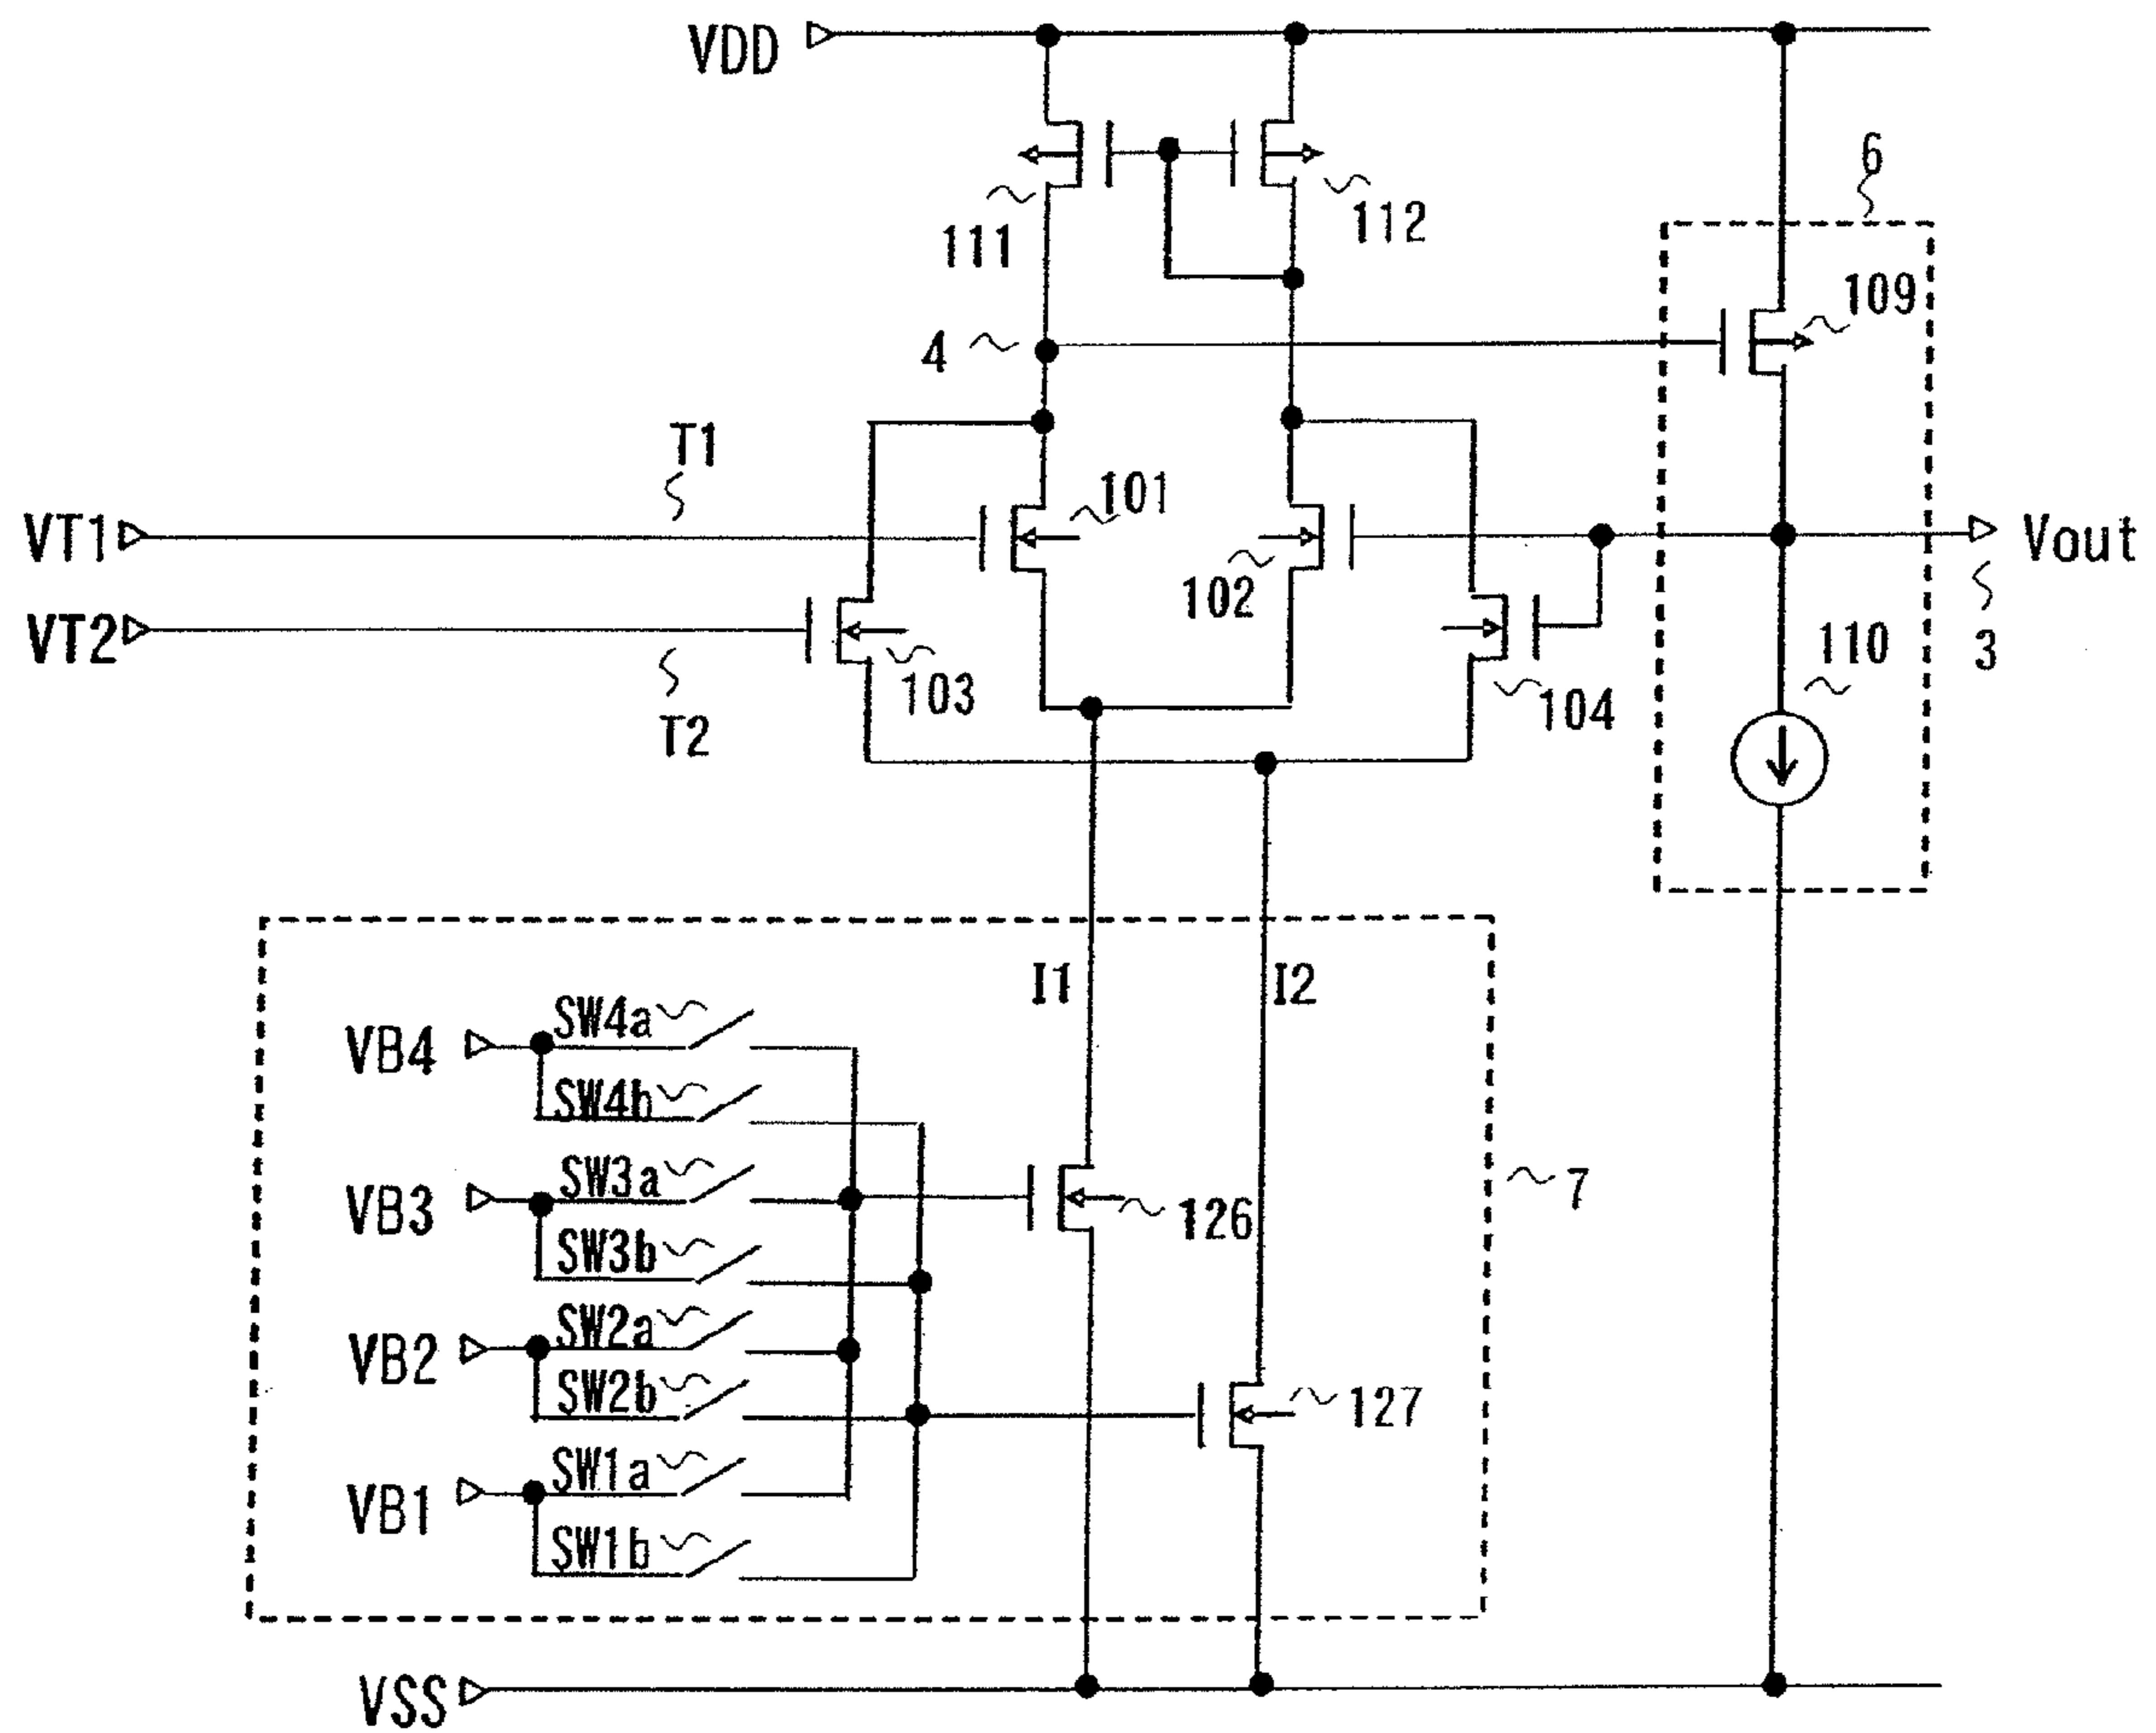 VDD
6
111
112
109
4
T1
101
VT1
102
Vout
VT2
103
104
110
3
T2
I1
I2
VB4
SW4a
SW4b
VB3
SW3a
SW3b
126
7
VB2
SW2a
SW2b
127
VB1
SW1a
SW1b
VSS